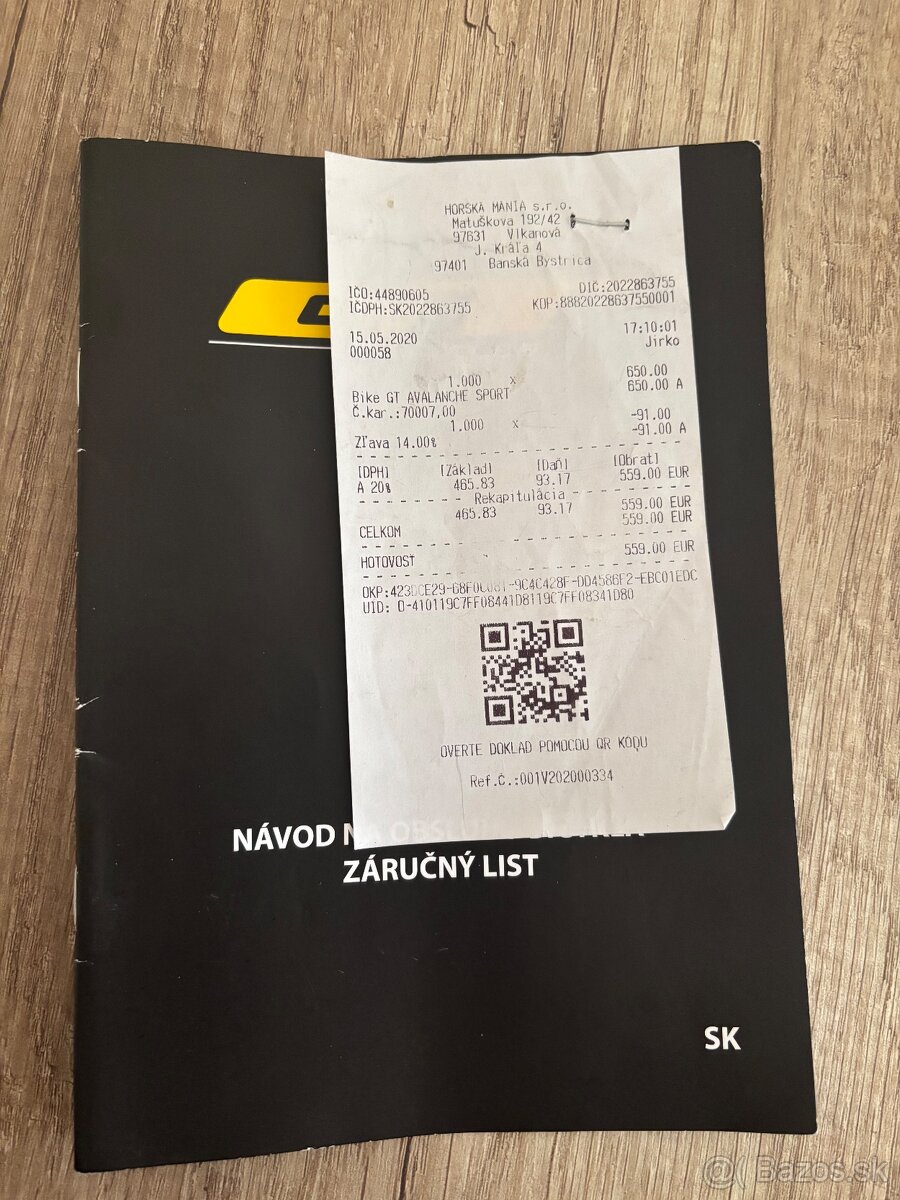 HORSKÁ MÁNIA s.r.o.
Matuškova 192/42
97631 Vlkanová
J. Kráľa 4
97401 Banská Bystrica
IČO:44890605 DIČ:2022863755
IČDPH:SK2022863755 KOP:88820228637550001
15.05.2020 17:10:01
000058 Jirko
650.00
1.000 x 650.00 A
Bike GT AVALANCHE SPORT
Č.kar.:70007,00 -91.00
1.000 x -91.00 A
Zľava 14.00%
[DPH] [Základ] [Daň] [Obrat]
A 20% 465.83 93.17 559.00 EUR
Rekapitulácia
465.83 93.17 559.00 EUR
CELKOM 559.00 EUR
HOTOVOSŤ 559.00 EUR
UID: O-410119C7FF08441D8119C7FF08341D80
OVERTE DOKLAD POMOCOU QR KODU
Ref.Č.:001V202000334
NÁVOD
ZÁRUČNÝ LIST
SK
@ Bazos.sk